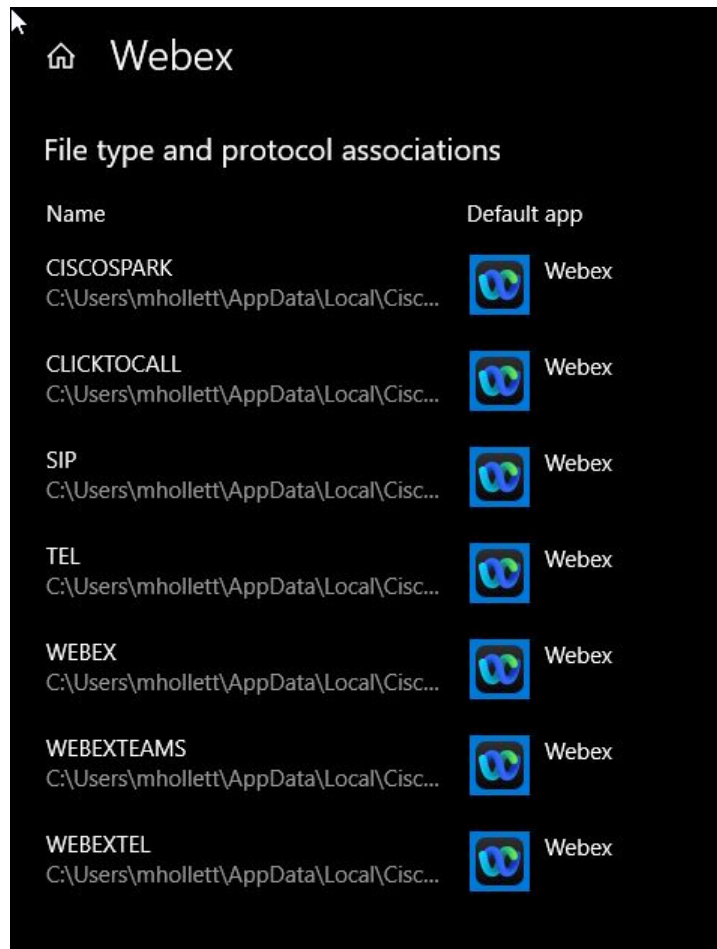 Webex
File type and protocol associations
Name Default app
CISCOSPARK Webex
C:\Users\mhollett\AppData\Local\Cisc...
CLICKTOCALL Webex
C:\Users\mhollett\AppData\Local\Cisc...
SIP Webex
C:\Users\mhollett\AppData\Local\Cisc...
TEL Webex
C:\Users\mhollett\AppData\Local\Cisc...
WEBEX Webex
C:\Users\mhollett\AppData\Local\Cisc...
WEBEXTEAMS Webex
C:\Users\mhollett\AppData\Local\Cisc...
WEBEXTEL Webex
C:\Users\mhollett\AppData\Local\Cisc...